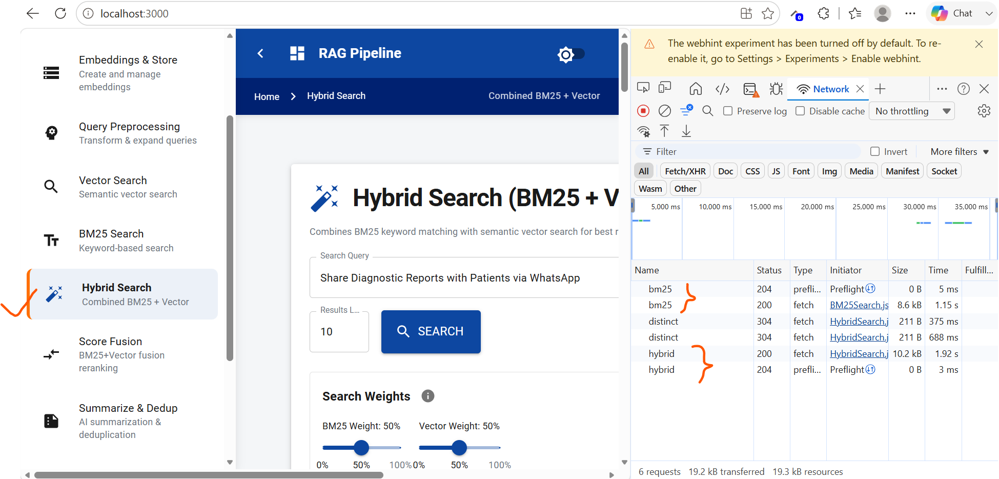 localhost:3000
0
Chat
Embeddings & Store
Create and manage
embeddings
Query Preprocessing
Transform & expand queries
Vector Search
Semantic vector search
BM25 Search
Keyword-based search
Hybrid Search
Combined BM25 + Vector
Score Fusion
BM25+Vector fusion
reranking
Summarize & Dedup
AI summarization &
deduplication
RAG Pipeline
Home > Hybrid Search
Combined BM25 + Vector
Hybrid Search (BM25 + V
Combines BM25 keyword matching with semantic vector search for best r
Search Query
Share Diagnostic Reports with Patients via WhatsApp
Results L...
10
SEARCH
Search Weights
BM25 Weight: 50% Vector Weight: 50%
0% 50% 100% 0% 50% 100%
The webhint experiment has been turned off by default. To re-
enable it, go to Settings > Experiments > Enable webhint.
Network
Preserve log Disable cache No throttling
Filter Invert More filters
All Fetch/XHR Doc CSS JS Font Img Media Manifest Socket
Wasm Other
5,000 ms 10,000 ms 15,000 ms 20,000 ms 25,000 ms 30,000 ms 35,000 ms
Name Status Type Initiator Size Time Fulfill...
bm25 204 prefli... Preflight 0 B 5 ms
bm25 200 fetch BM25Search.js 8.6 kB 1.15 s
distinct 304 fetch HybridSearch.j 211 B 375 ms
distinct 304 fetch HybridSearch.j 211 B 688 ms
hybrid 200 fetch HybridSearch.j 10.2 kB 1.92 s
hybrid 204 prefli... Preflight 0 B 3 ms
6 requests 19.2 kB transferred 19.3 kB resources